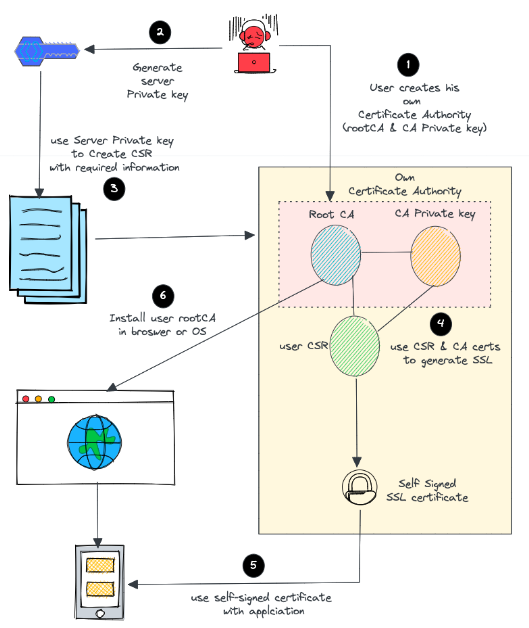 2
Generate
server
Private key
1
User creates his
own
Certificate Authority
(rootCA & CA Private key)
use Server Private key
to Create CSR
with required information
3
Own
Certificate Authority
Root CA
CA Private key
6
Install user rootCA
in broswer or OS
4
user CSR
use CSR & CA certs
to generate SSL
Self Signed
SSL certificate
5
use self-signed certificate
with applciation